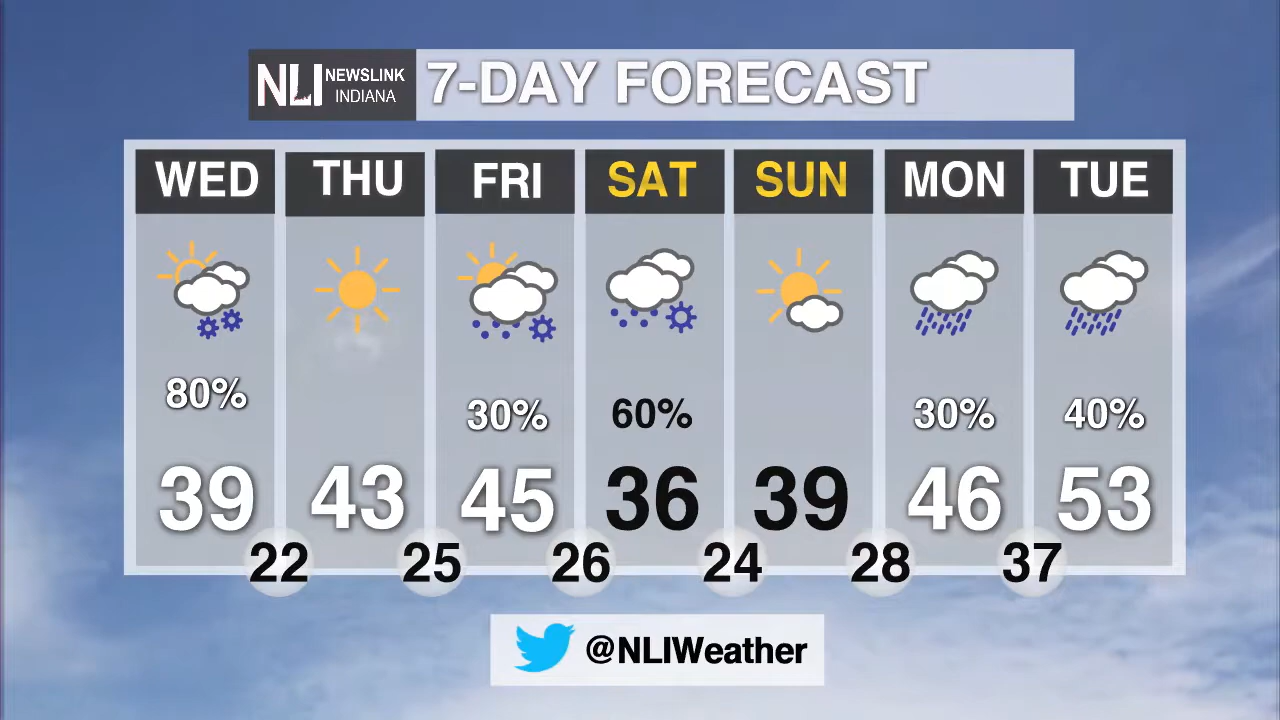 NLI NEWSLINK INDIANA 7-DAY FORECAST
WED THU FRI SAT SUN MON TUE
80% 30% 60% 30% 40%
39 43 45 36 39 46 53
22 25 26 24 28 37
@NLIWeather